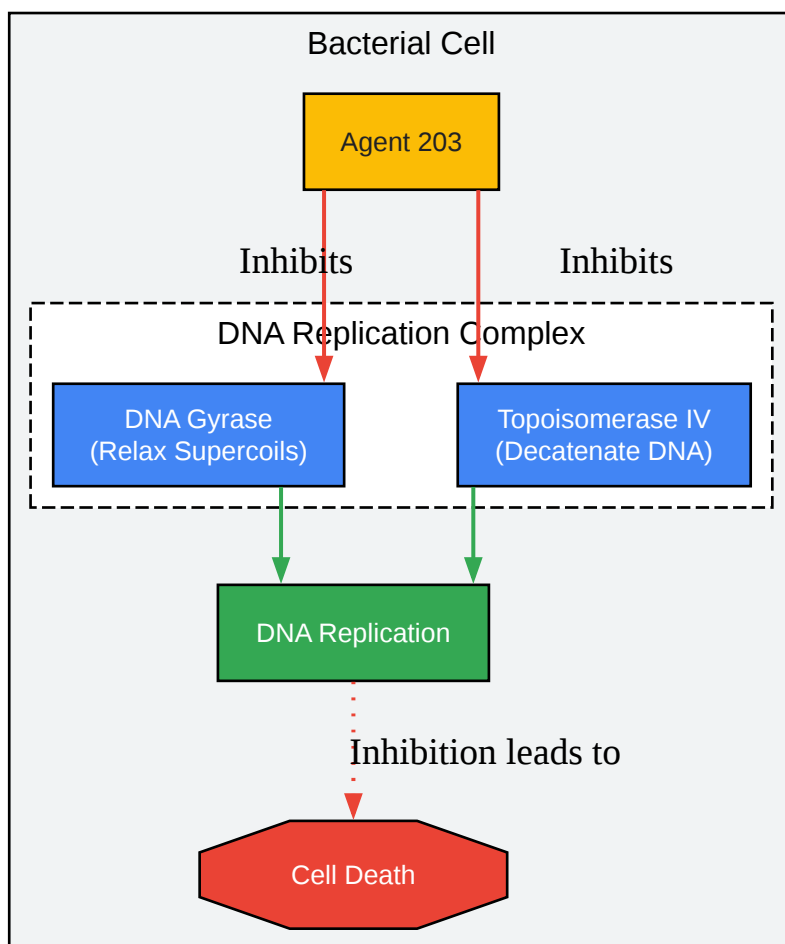 Bacterial Cell
Agent 203
Inhibits
Inhibits
DNA Replication Complex
DNA Gyrase
(Relax Supercoils)
Topoisomerase IV
(Decatenate DNA)
DNA Replication
Inhibition leads to
Cell Death